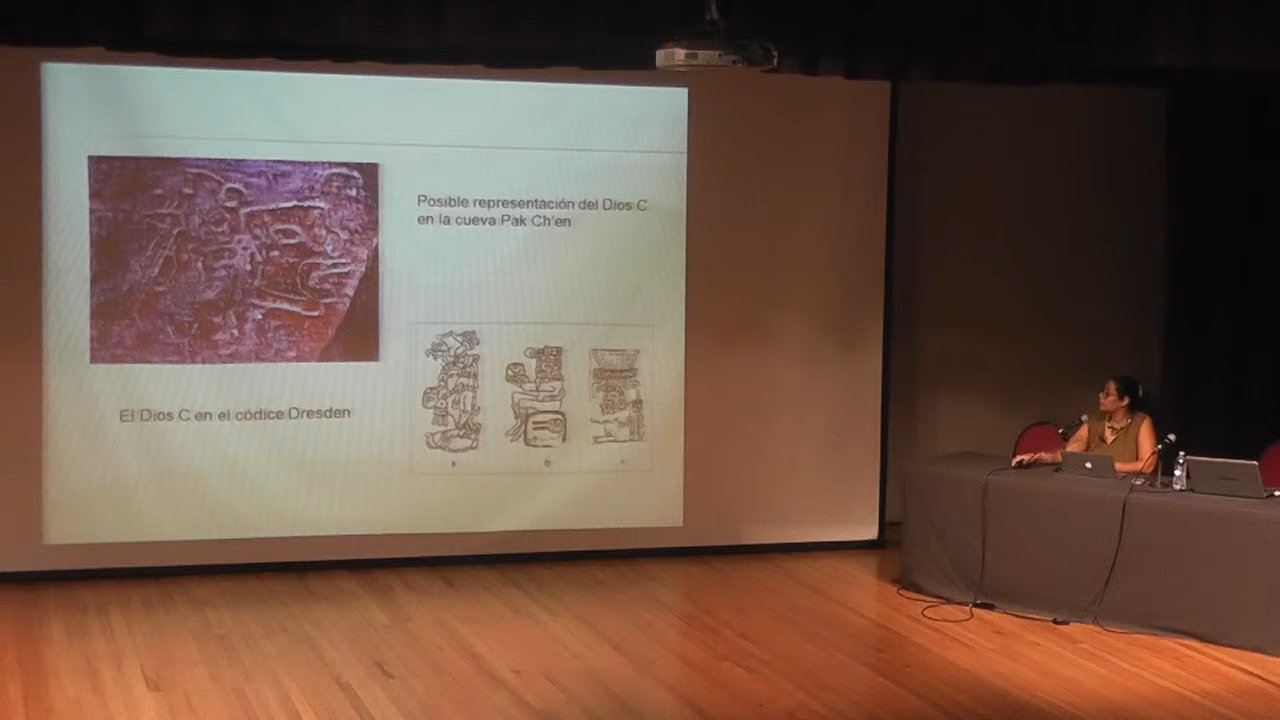 Posible representación del Dios C
en la cueva Pak Ch'en
El Dios C en el códice Dresden
a
b
c